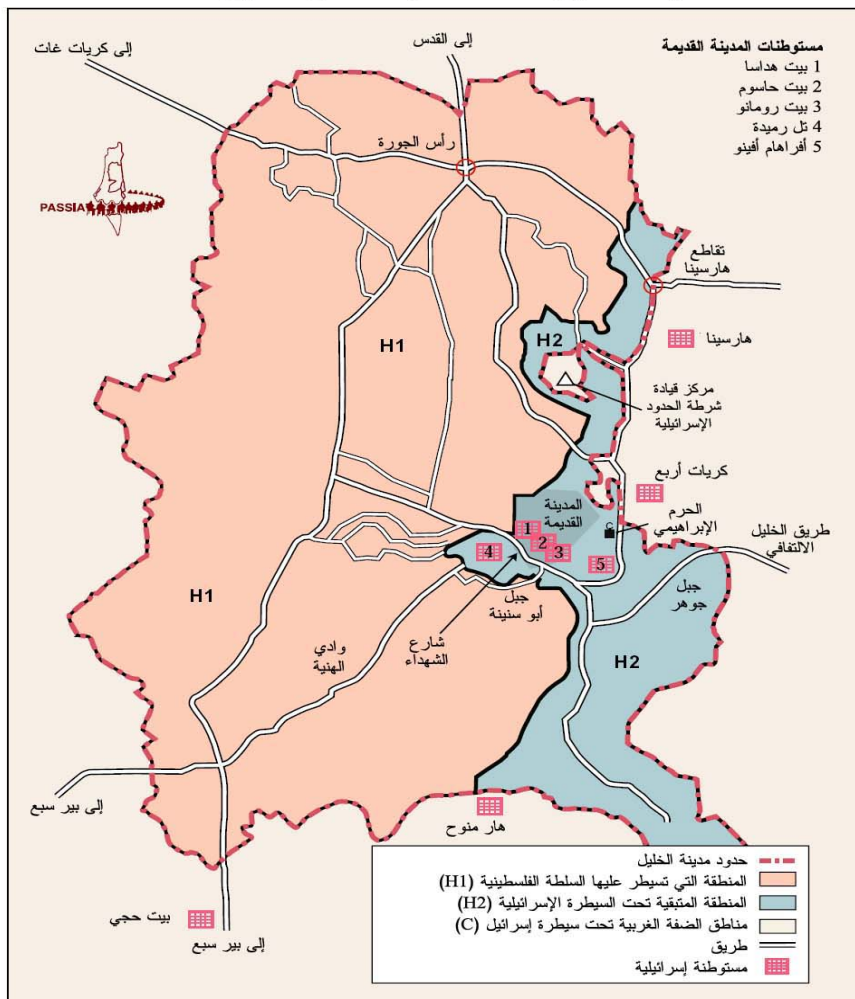 إلى كريات غات
إلى القدس
مستوطنات المدينة القديمة
1 بيت هداسا
2 بيت حاسوم
3 بيت رومانو
4 تل رميدة
5 أفراهام أفينو
رأس الجورة
PASSIA
تقاطع
هارسينا
H2
H1
هارسينا
مركز قيادة
شرطة الحدود
الإسرائيلية
كريات أربع
المدينة
القديمة
الحرم
الإبراهيمي
C
طريق الخليل
الالتفافي
1
2
3
4
5
جبل
أبو سنينة
جبل
جوهر
H1
شارع
الشهداء
وادي
الهنية
H2
إلى بير سبع
هار منوح
بيت حجي
إلى بير سبع
حدود مدينة الخليل
المنطقة التي تسيطر عليها السلطة الفلسطينية (H1)
المنطقة المتبقية تحت السيطرة الإسرائيلية (H2)
مناطق الضفة الغربية تحت سيطرة إسرائيل (C)
طريق
مستوطنة إسرائيلية